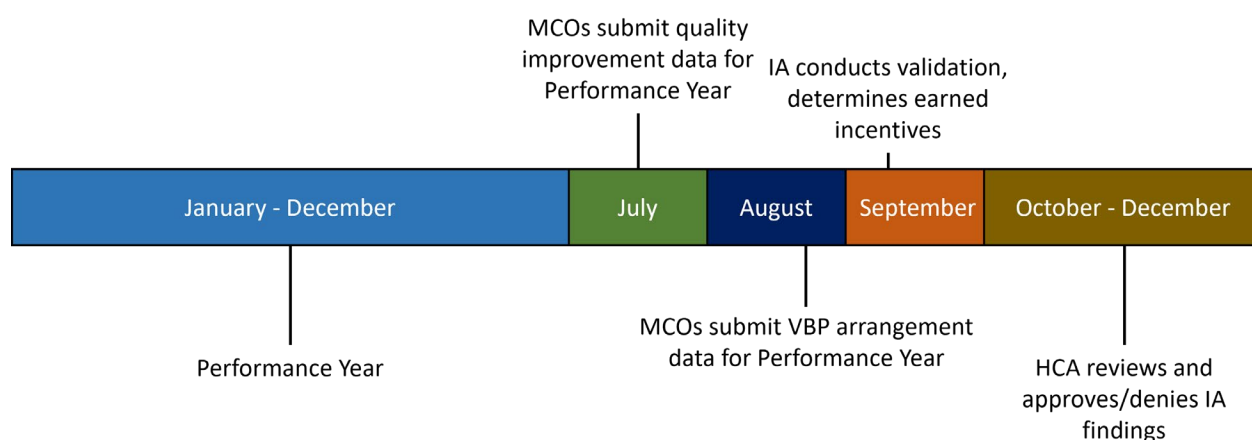 MCOs submit quality
improvement data for
Performance Year
IA conducts validation,
determines earned
incentives
January - December
July
August
September
October - December
Performance Year
MCOs submit VBP arrangement
data for Performance Year
HCA reviews and
approves/denies IA
findings